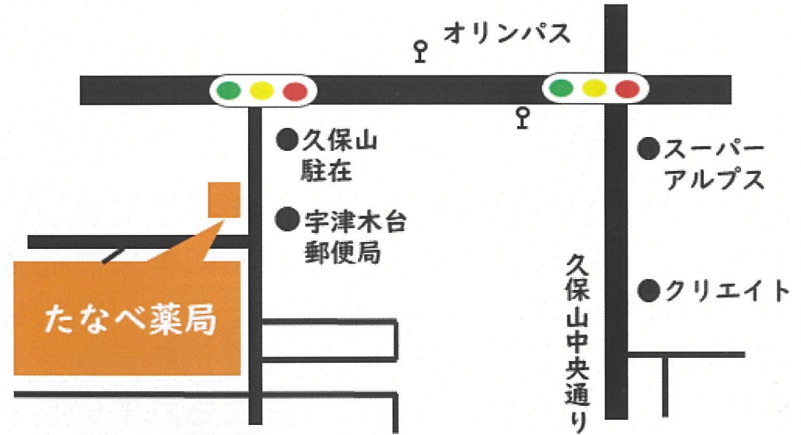 オリンパス
久保山
駐在
スーパー
アルプス
宇津木台
郵便局
久保山中央通り
クリエイト
たなべ薬局